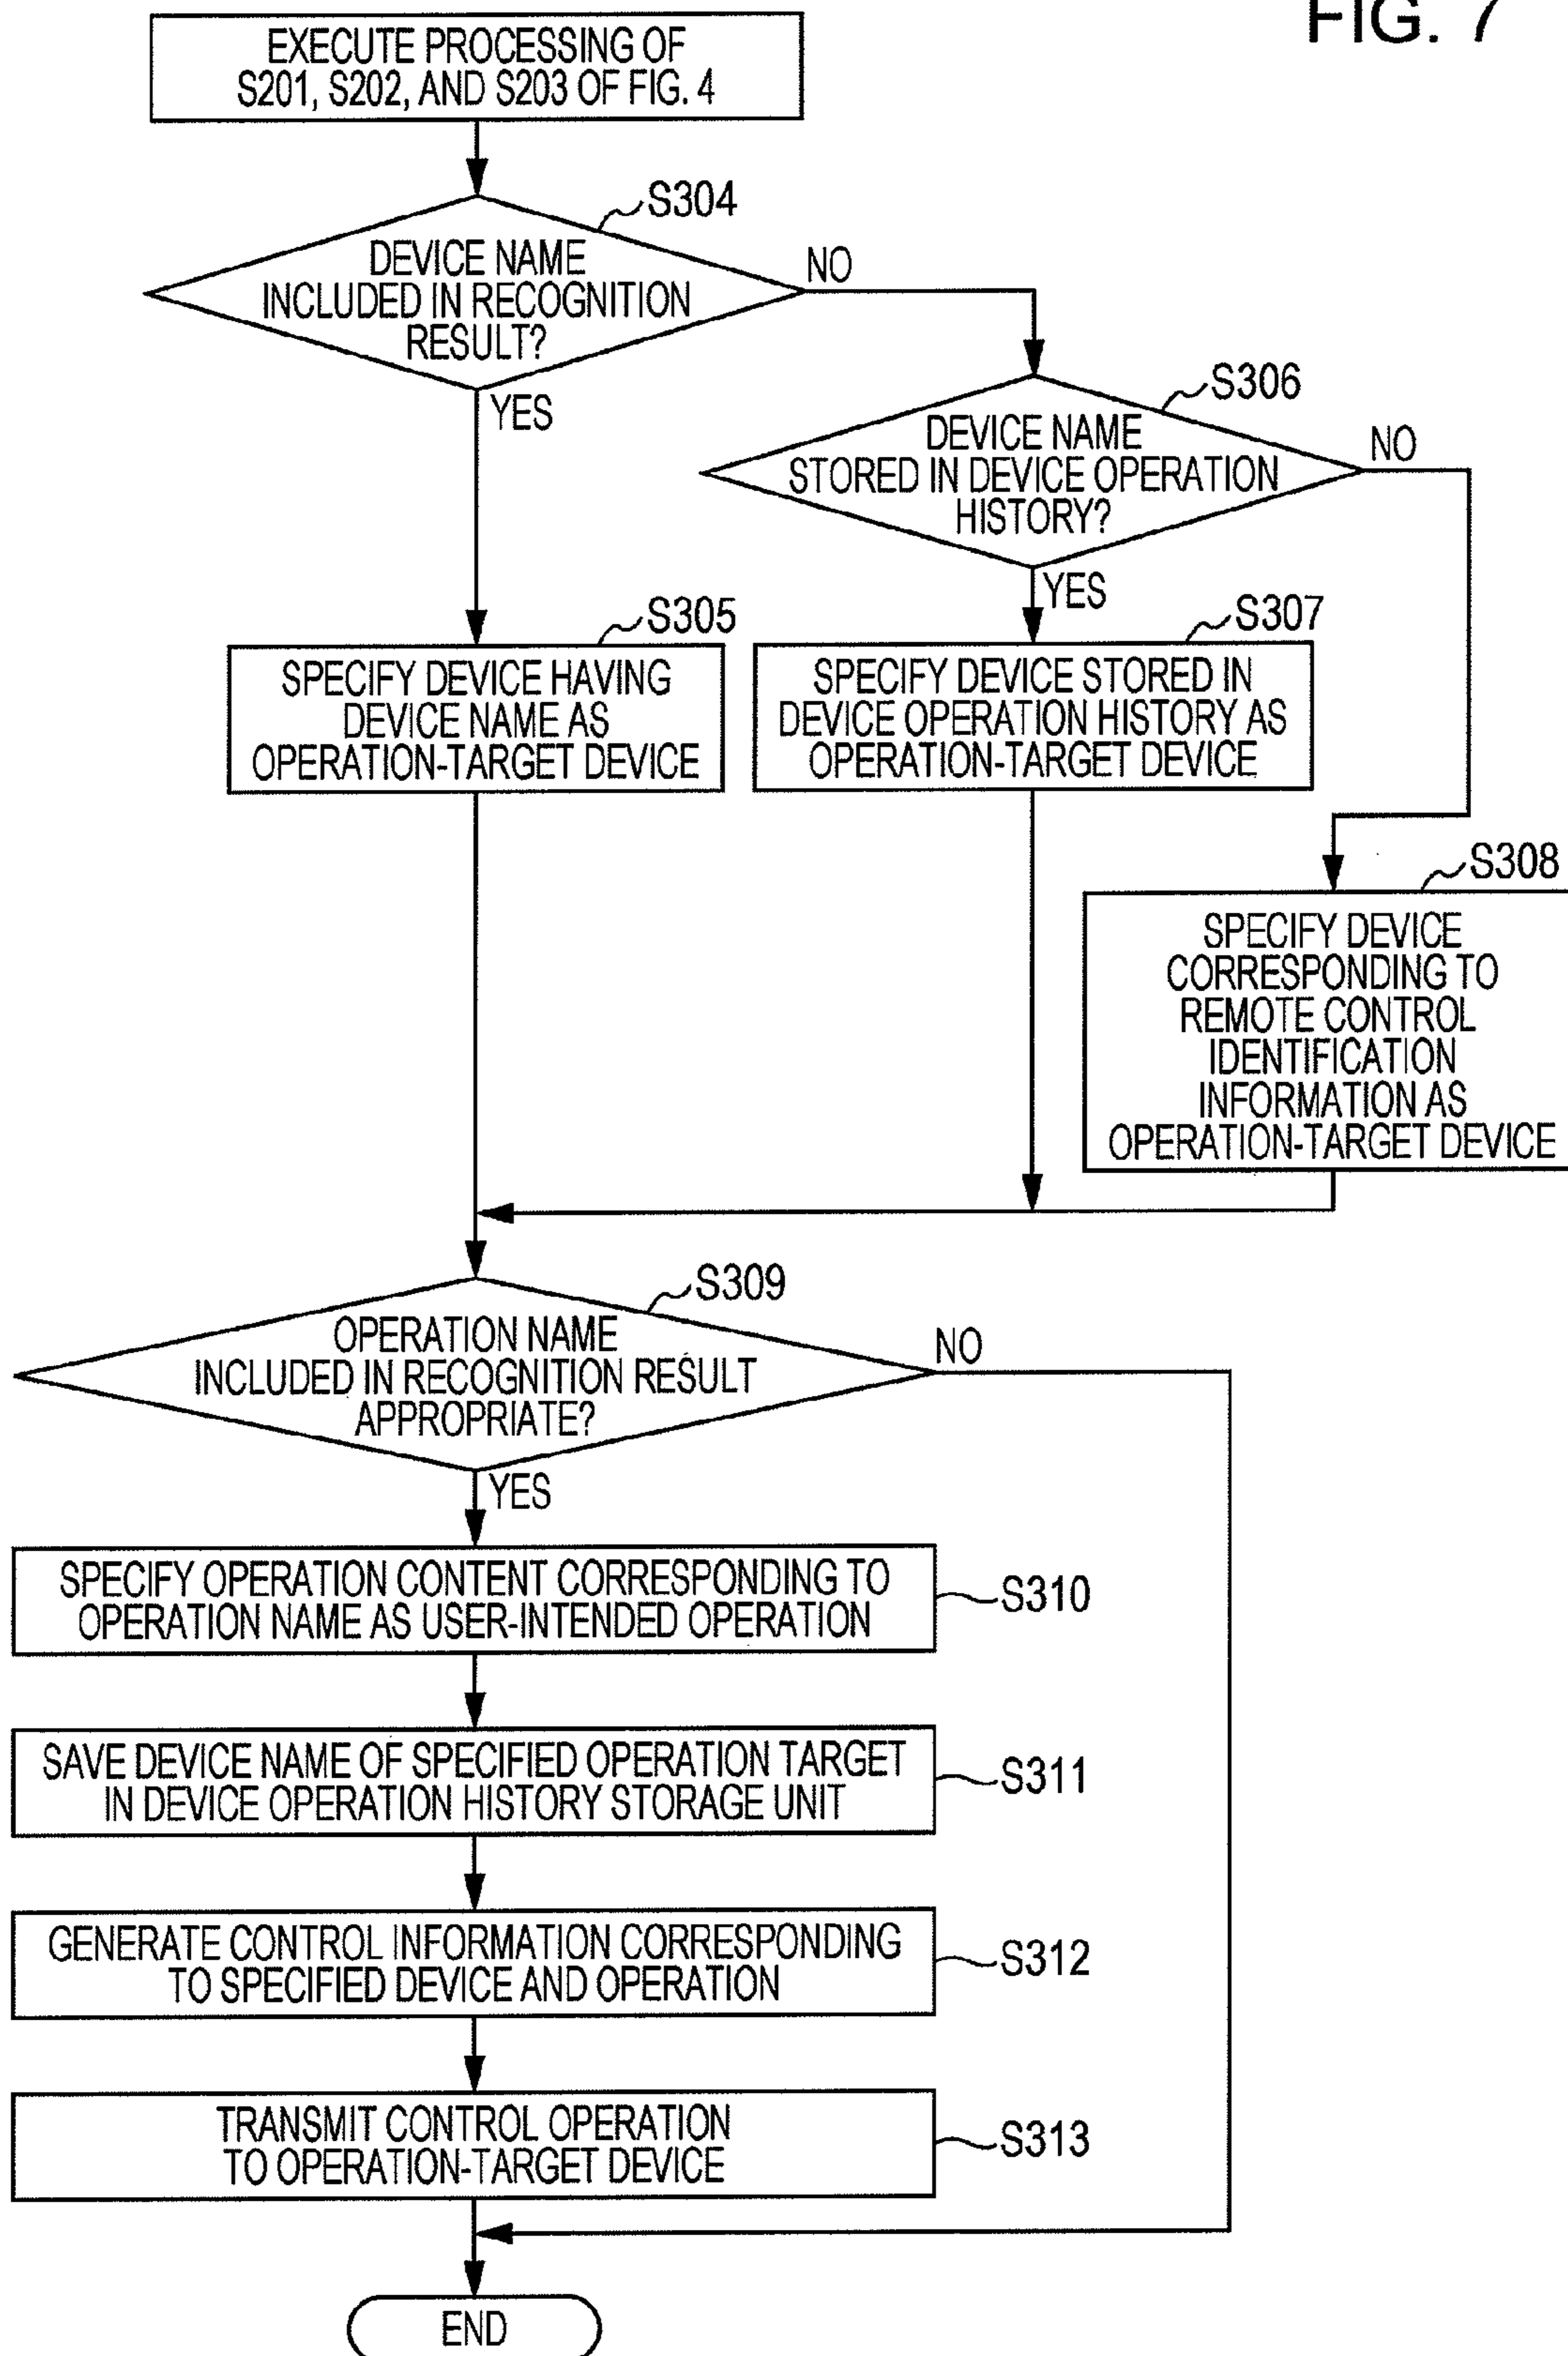 FIG. 7
EXECUTE PROCESSING OF
S201, S202, AND S203 OF FIG. 4
S304
DEVICE NAME
INCLUDED IN RECOGNITION
RESULT?
NO
YES
S306
DEVICE NAME
STORED IN DEVICE OPERATION
HISTORY?
NO
YES
S305
SPECIFY DEVICE HAVING
DEVICE NAME AS
OPERATION-TARGET DEVICE
S307
SPECIFY DEVICE STORED IN
DEVICE OPERATION HISTORY AS
OPERATION-TARGET DEVICE
S308
SPECIFY DEVICE
CORRESPONDING TO
REMOTE CONTROL
IDENTIFICATION
INFORMATION AS
OPERATION-TARGET DEVICE
S309
OPERATION NAME
INCLUDED IN RECOGNITION RESULT
APPROPRIATE?
NO
YES
SPECIFY OPERATION CONTENT CORRESPONDING TO
OPERATION NAME AS USER-INTENDED OPERATION
S310
SAVE DEVICE NAME OF SPECIFIED OPERATION TARGET
IN DEVICE OPERATION HISTORY STORAGE UNIT
S311
GENERATE CONTROL INFORMATION CORRESPONDING
TO SPECIFIED DEVICE AND OPERATION
S312
TRANSMIT CONTROL OPERATION
TO OPERATION-TARGET DEVICE
S313
END